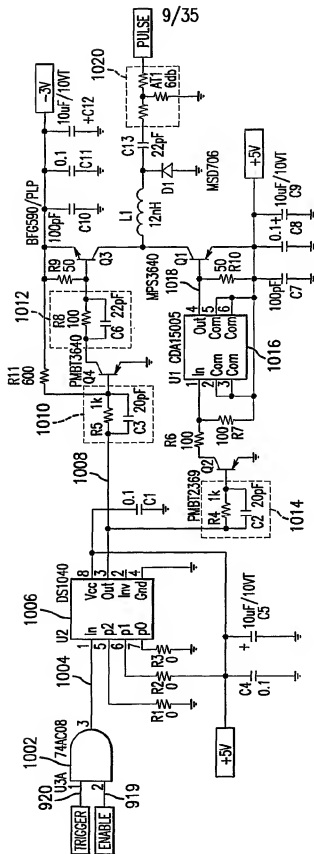 9/35
TRIGGER
ENABLE
920
919
1002
U3A
1
2
3
74AC08
1004
1006
U2
DS1040
1
In
5
p2
6
p1
7
p0
Vcc
8
Out
3
Inv
2
Gnd
4
R1
0
R2
0
R3
0
C4
0.1
+5V
+
10uF/10VT
C5
0.1
C1
1008
1010
R5
1k
C3
20pF
R4
1k
C2
20pF
1014
PMBT2369
Q2
R6
100
100
R7
PMBT3640
Q4
R11
600
1012
R8
100
C6
22pF
R9
50
BFG590/PLP
Q3
100pF
C10
0.1
C11
10uF/10VT
+C12
-3V
U1
CDA15005
1
In
2
Com
3
Com
Out
4
Com
5
Com
6
1016
1018
MPS3640
Q1
50
R10
100pF
C7
0.1
C8
+
10uF/10VT
C9
+5V
L1
12nH
D1
MSD706
C13
22pF
1020
AT1
6db
PULSE